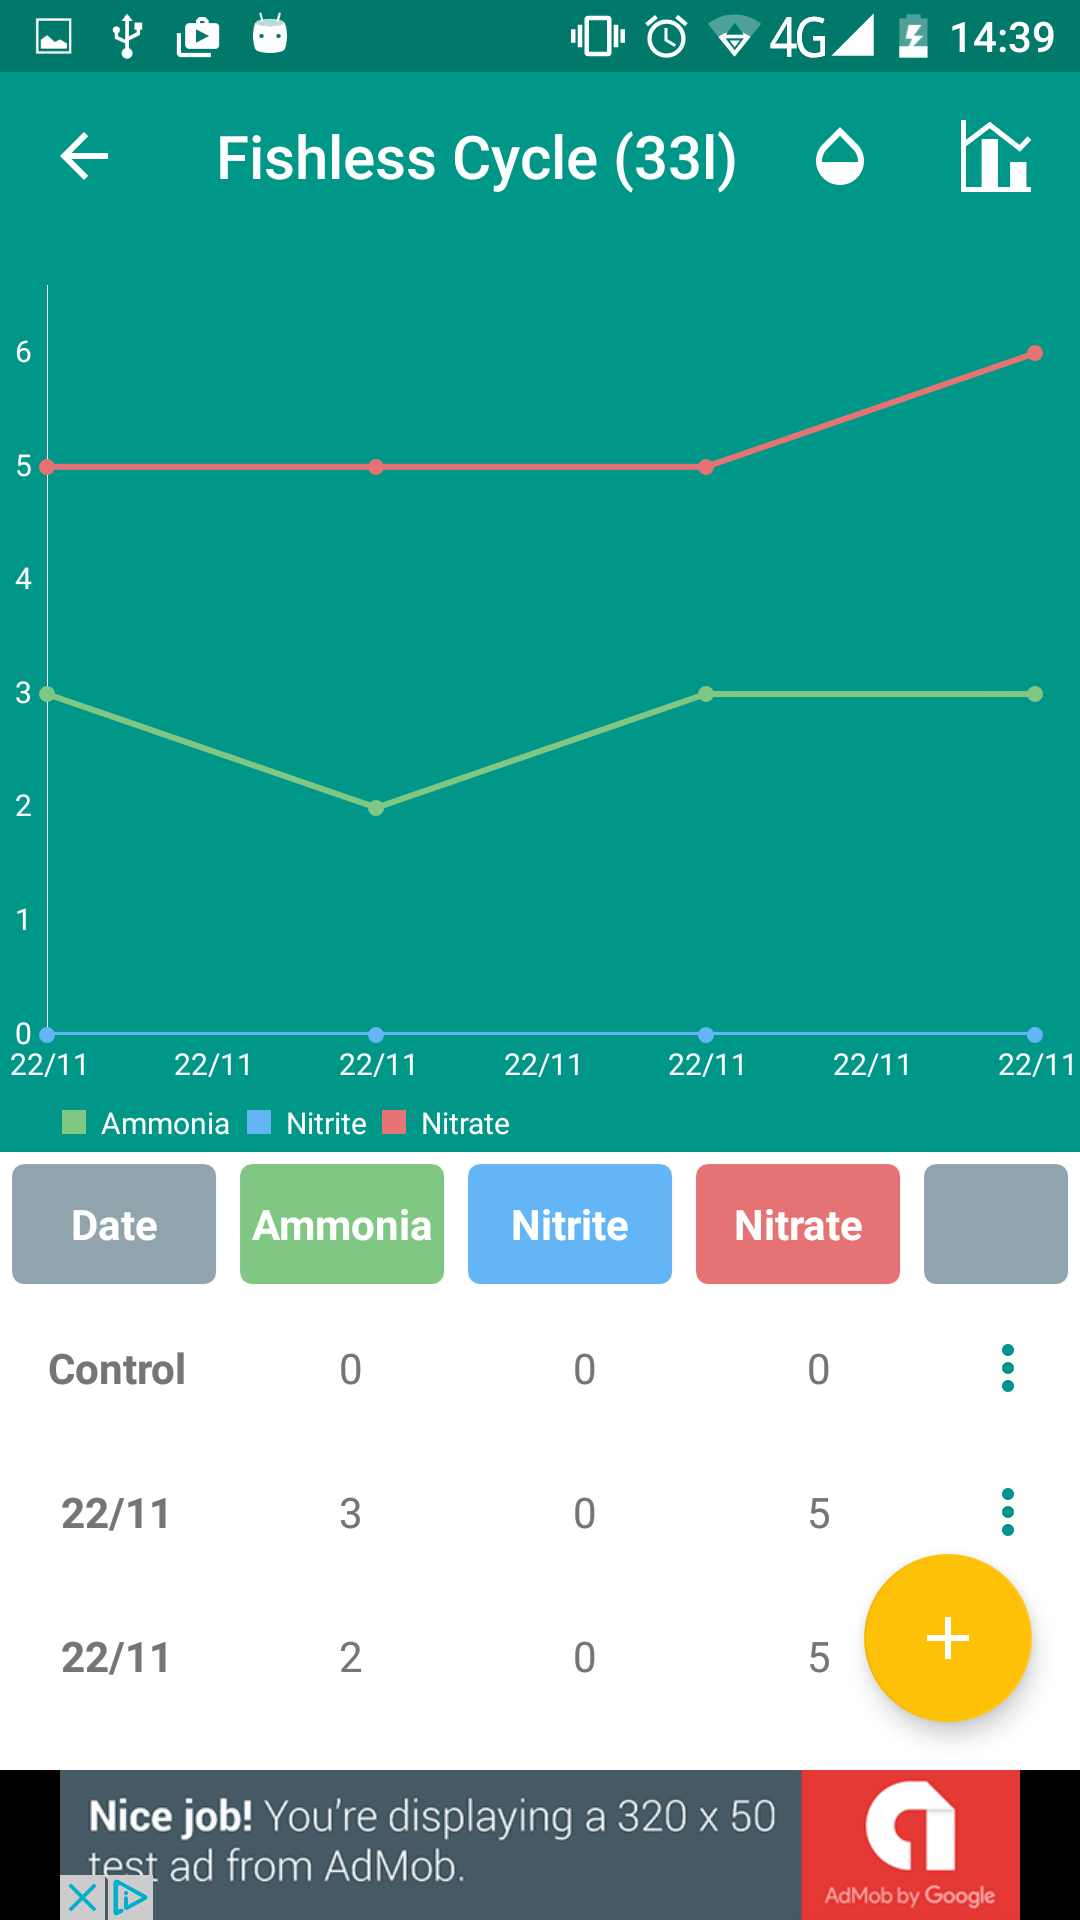 4G 14:39
Fishless Cycle (33l)
6
5
4
3
2
1
0
22/11 22/11 22/11 22/11 22/11 22/11 22/11
Ammonia Nitrite Nitrate
Date Ammonia Nitrite Nitrate
Control 0 0 0
22/11 3 0 5
22/11 2 0 5
Nice job! You're displaying a 320 x 50
test ad from AdMob.
AdMob by Google